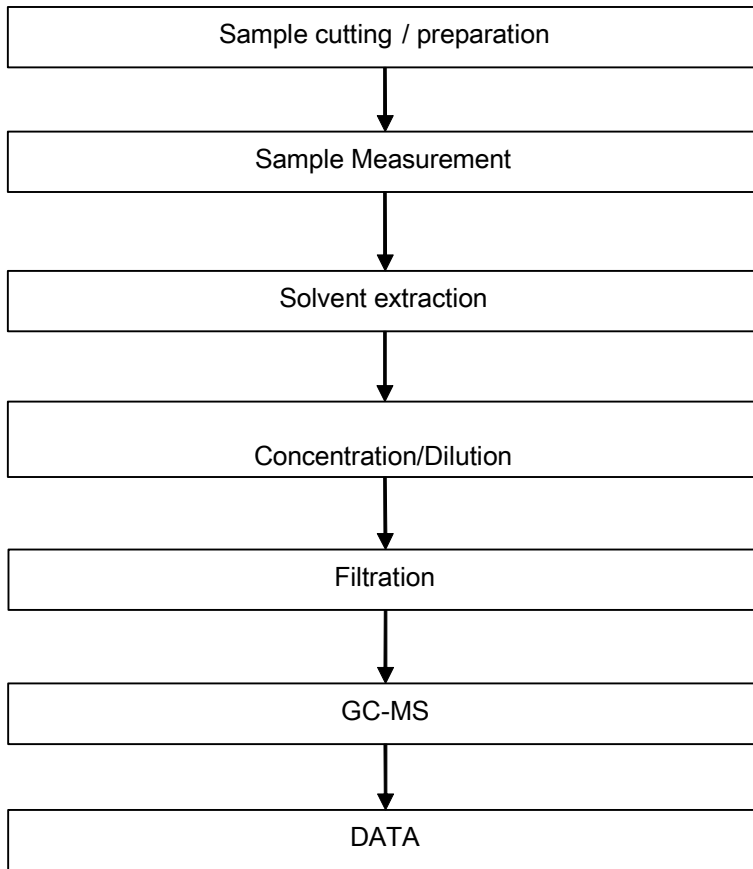 Sample cutting / preparation
Sample Measurement
Solvent extraction
Concentration/Dilution
Filtration
GC-MS
DATA